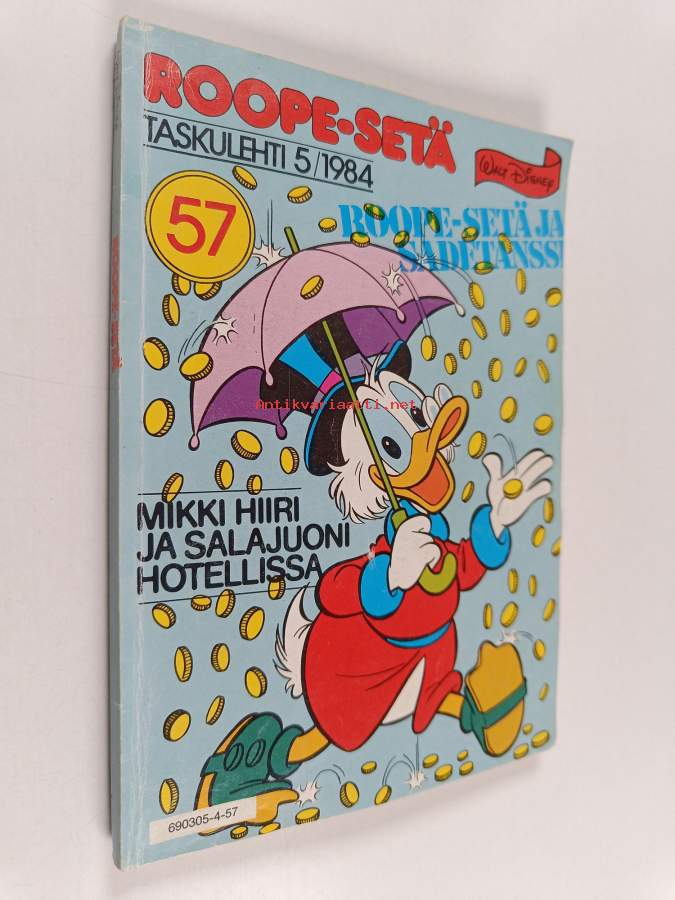 ROOPE-SETÄ
TASKULEHTI 5/1984
WALT DISNEY
57
ROOPE-SETÄ JA
SADETANSSI
ROOPE-SETÄ
Antikvariaatti.net
MIKKI HIIRI
JA SALAJUONI
HOTELLISSA
690305-4-57